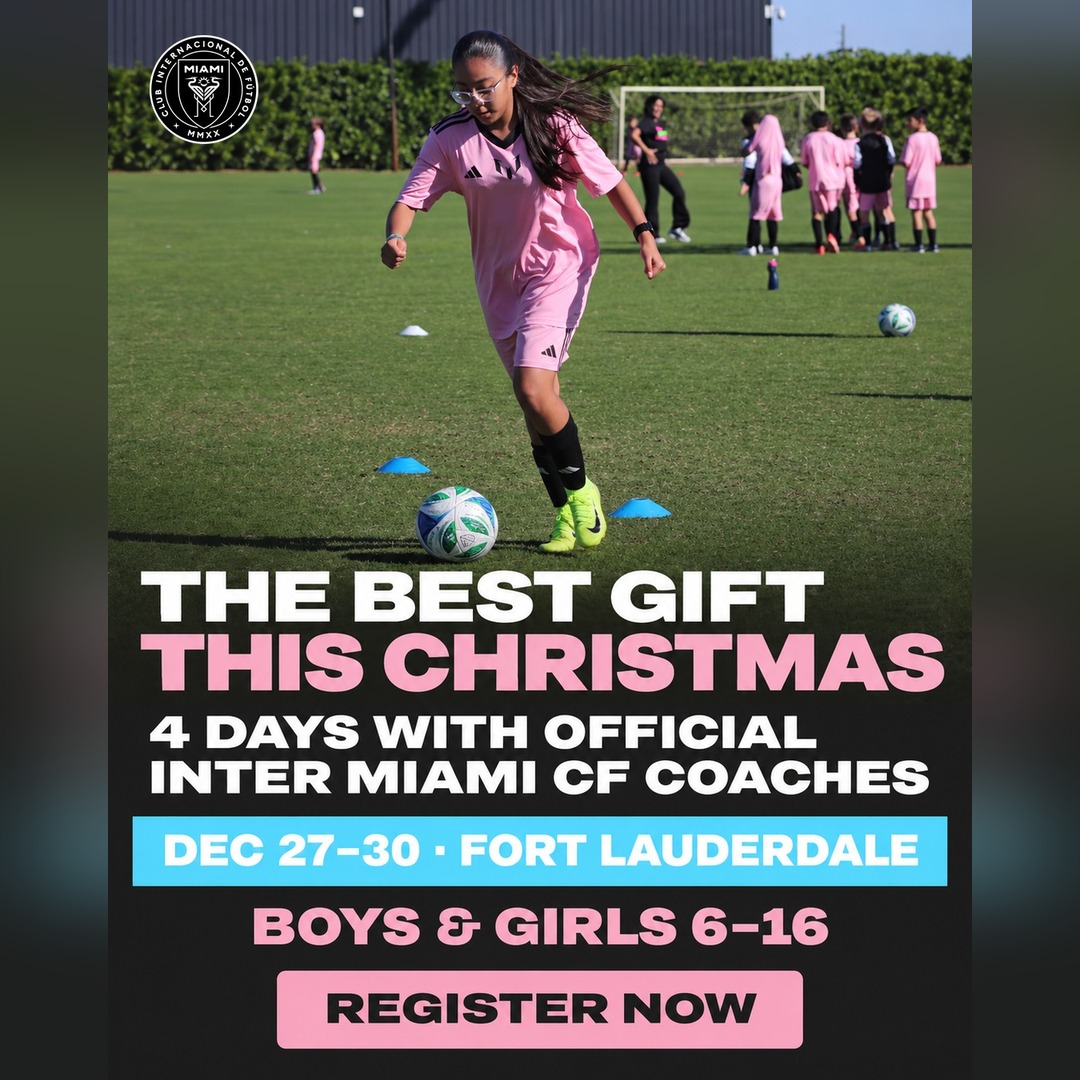 CLUB INTERNACIONAL DE FÚTBOL
MIAMI
MMXX
THE BEST GIFT
THIS CHRISTMAS
4 DAYS WITH OFFICIAL
INTER MIAMI CF COACHES
DEC 27-30 · FORT LAUDERDALE
BOYS & GIRLS 6-16
REGISTER NOW